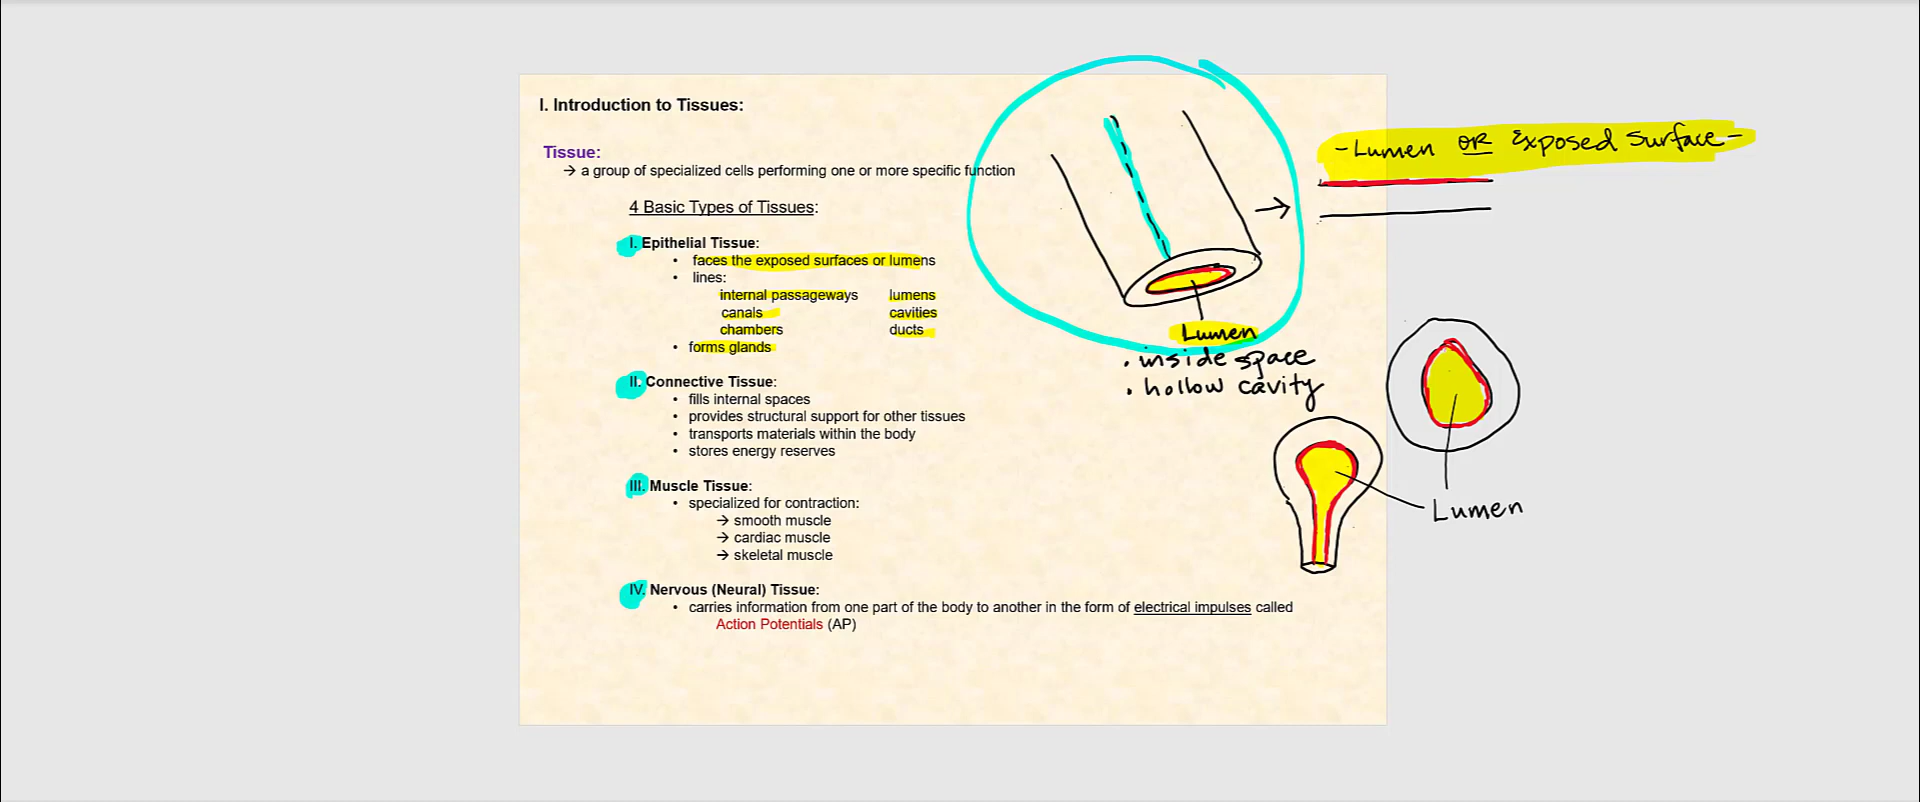 I. Introduction to Tissues:
Tissue:
→ a group of specialized cells performing one or more specific function
4 Basic Types of Tissues:
I. Epithelial Tissue:
• faces the exposed surfaces or lumens
• lines:
internal passageways lumens
canals cavities
chambers ducts
• forms glands
II. Connective Tissue:
• fills internal spaces
• provides structural support for other tissues
• transports materials within the body
• stores energy reserves
III. Muscle Tissue:
• specialized for contraction:
→ smooth muscle
→ cardiac muscle
→ skeletal muscle
IV. Nervous (Neural) Tissue:
• carries information from one part of the body to another in the form of electrical impulses called
Action Potentials (AP)
- Lumen OR Exposed Surface -
Lumen
• inside space
• hollow cavity
Lumen